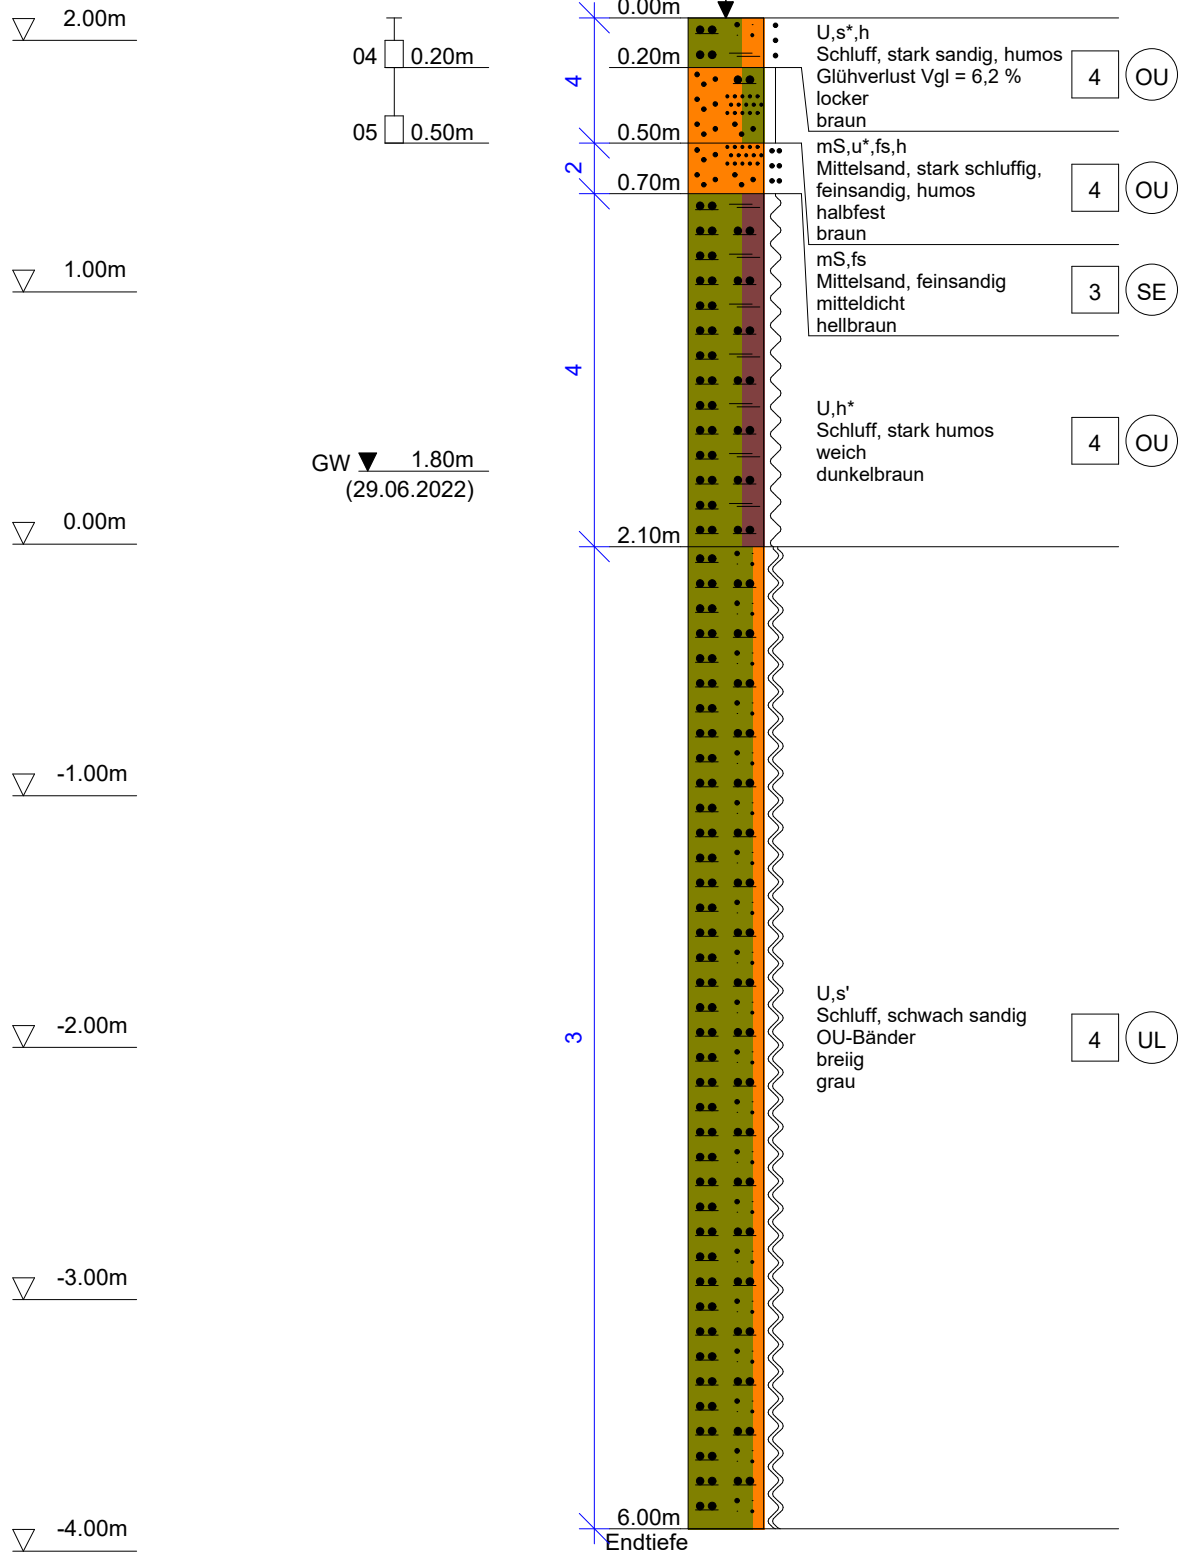 0.00m
2.00m
04 0.20m
0.20m
U,s*,h
Schluff, stark sandig, humos
Glühverlust Vgl = 6,2 %
locker
braun
4 OU
4
05 0.50m
0.50m
mS,u*,fs,h
Mittelsand, stark schluffig,
feinsandig, humos
halbfest
braun
4 OU
2
0.70m
mS,fs
Mittelsand, feinsandig
mitteldicht
hellbraun
3 SE
1.00m
4
U,h*
Schluff, stark humos
weich
dunkelbraun
4 OU
GW 1.80m
(29.06.2022)
0.00m
2.10m
-1.00m
-2.00m
3
U,s'
Schluff, schwach sandig
OU-Bänder
breiig
grau
4 UL
-3.00m
-4.00m
6.00m
Endtiefe